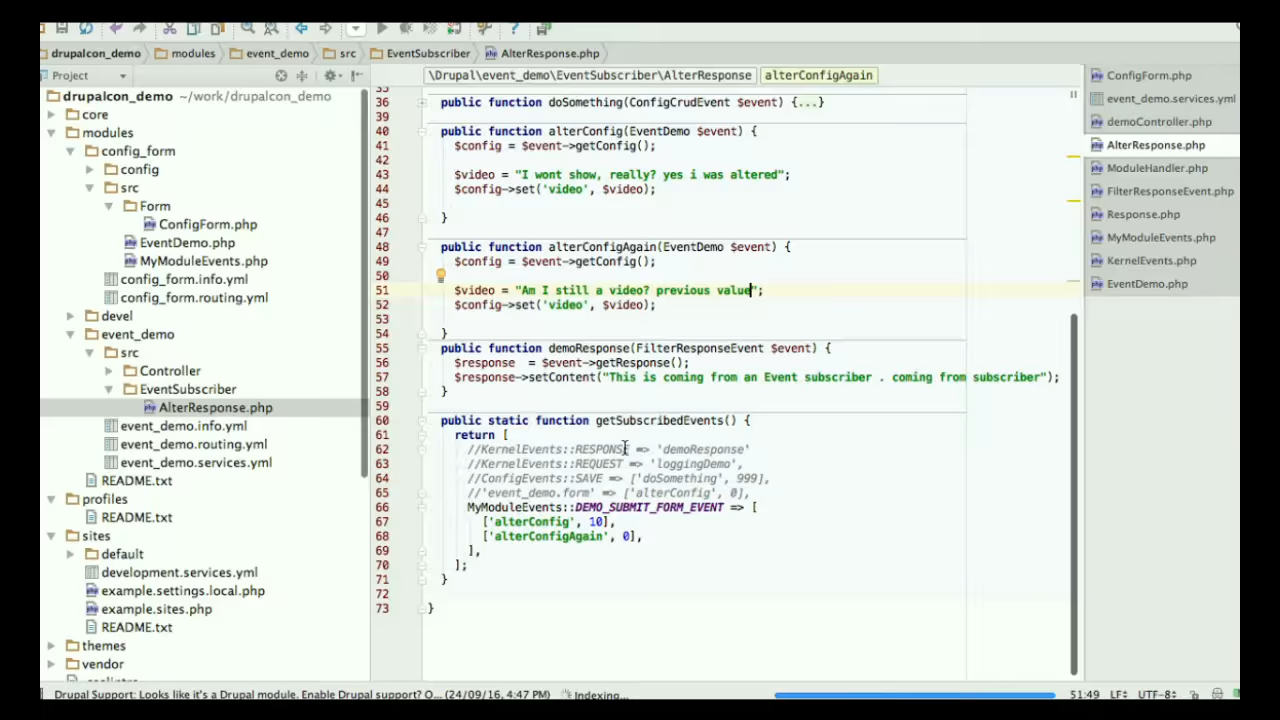 drupalcon_demo modules event_demo src EventSubscriber AlterResponse.php
Project
\Drupal\event_demo\EventSubscriber\AlterResponse alterConfigAgain
drupalcon_demo ~/work/drupalcon_demo
core
modules
config_form
config
src
Form
ConfigForm.php
EventDemo.php
MyModuleEvents.php
config_form.info.yml
config_form.routing.yml
devel
event_demo
src
Controller
EventSubscriber
AlterResponse.php
event_demo.info.yml
event_demo.routing.yml
event_demo.services.yml
README.txt
profiles
README.txt
sites
default
development.services.yml
example.settings.local.php
example.sites.php
README.txt
themes
vendor
35
36 public function doSomething(ConfigCrudEvent $event) {...}
39
40 public function alterConfig(EventDemo $event) {
41 $config = $event->getConfig();
42
43 $video = "I wont show, really? yes i was altered";
44 $config->set('video', $video);
45
46 }
47
48 public function alterConfigAgain(EventDemo $event) {
49 $config = $event->getConfig();
50
51 $video = "Am I still a video? previous value";
52 $config->set('video', $video);
53
54 }
55 public function demoResponse(FilterResponseEvent $event) {
56 $response = $event->getResponse();
57 $response->setContent("This is coming from an Event subscriber . coming from subscriber");
58 }
59
60 public static function getSubscribedEvents() {
61 return [
62 //KernelEvents::RESPONSE => 'demoResponse'
63 //KernelEvents::REQUEST => 'loggingDemo',
64 //ConfigEvents::SAVE => ['doSomething', 999],
65 //'event_demo.form' => ['alterConfig', 0],
66 MyModuleEvents::DEMO_SUBMIT_FORM_EVENT => [
67 ['alterConfig', 10],
68 ['alterConfigAgain', 0],
69 ],
70 ];
71 }
72
73 }
ConfigForm.php
event_demo.services.yml
demoController.php
AlterResponse.php
ModuleHandler.php
FilterResponseEvent.php
Response.php
MyModuleEvents.php
KernelEvents.php
EventDemo.php
Drupal Support: Looks like it's a Drupal module. Enable Drupal support? O... (24/09/16, 4:47 PM) Indexing... 51:49 LF÷ UTF-8÷